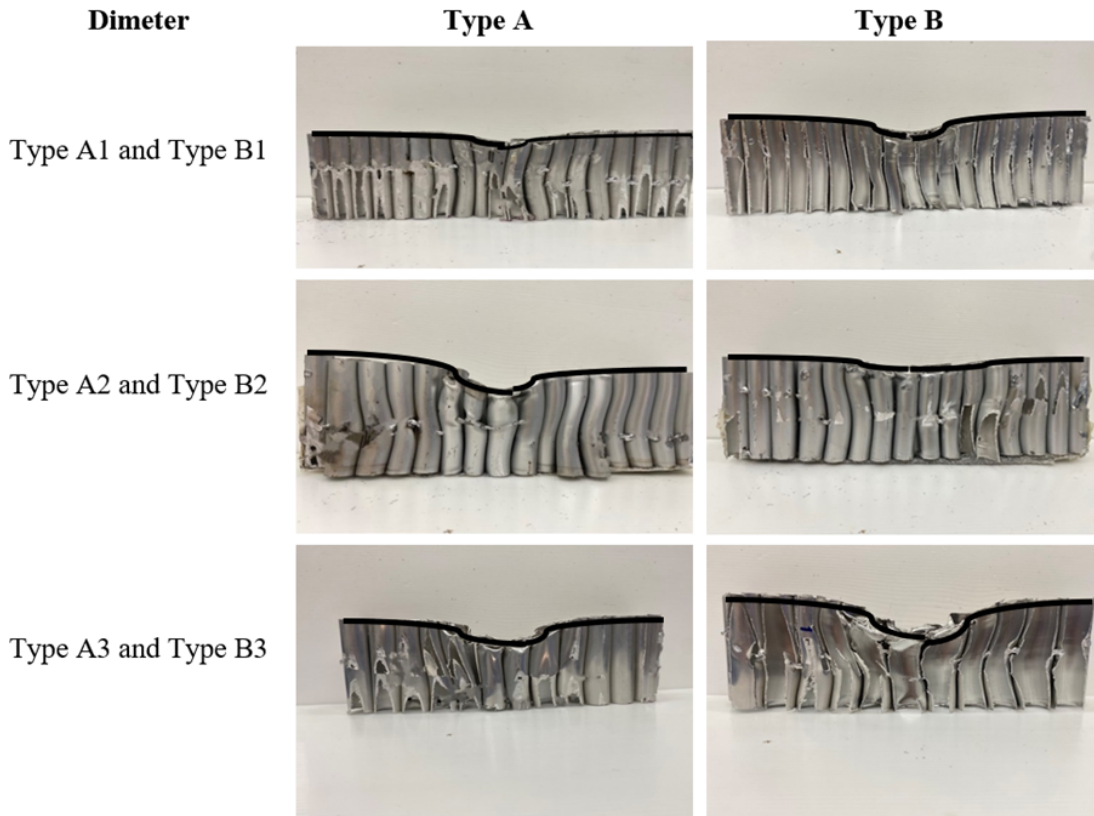 Dimeter Type A Type B
Type A1 and Type B1
Type A2 and Type B2
Type A3 and Type B3